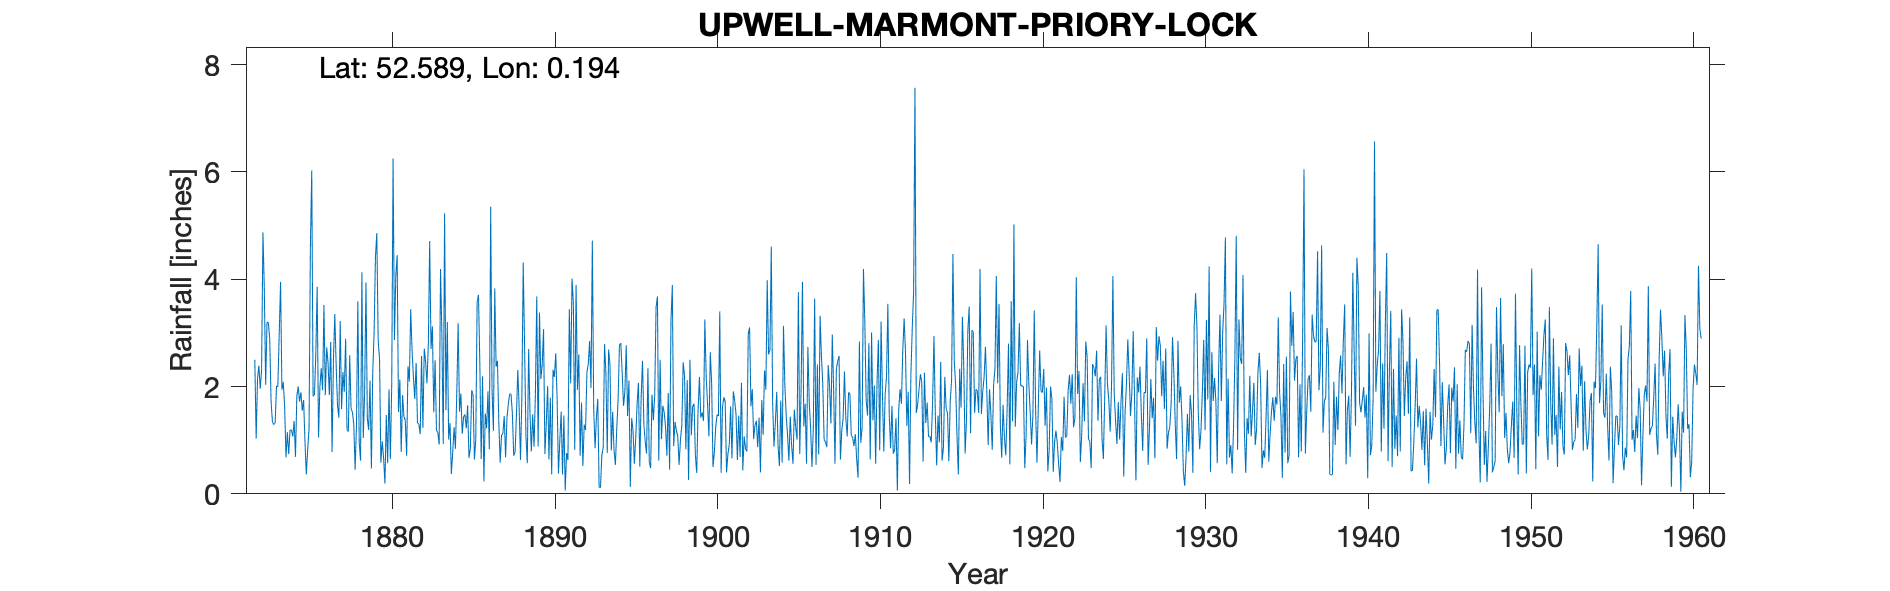 UPWELL-MARMONT-PRIORY-LOCK
Lat: 52.589, Lon: 0.194
8
6
4
2
0
Rainfall [inches]
1880 1890 1900 1910 1920 1930 1940 1950 1960
Year